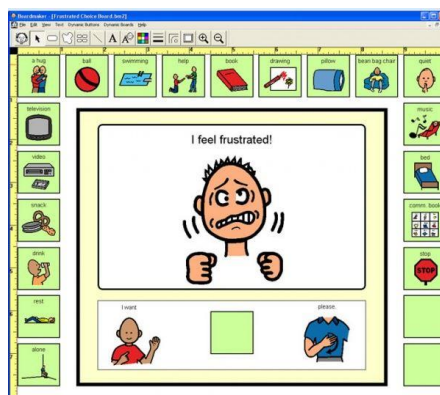 Boardmaker - [Frustrated Choice Board.bm2]
File Edit View Text Dynamic Buttons Dynamic Boards Help
a hug
ball
swimming
help
book
drawing
pillow
bean bag chair
quiet
television
music
video
bed
snack
comm. book
drink
stop
STOP
rest
alone
I feel frustrated!
I want
please